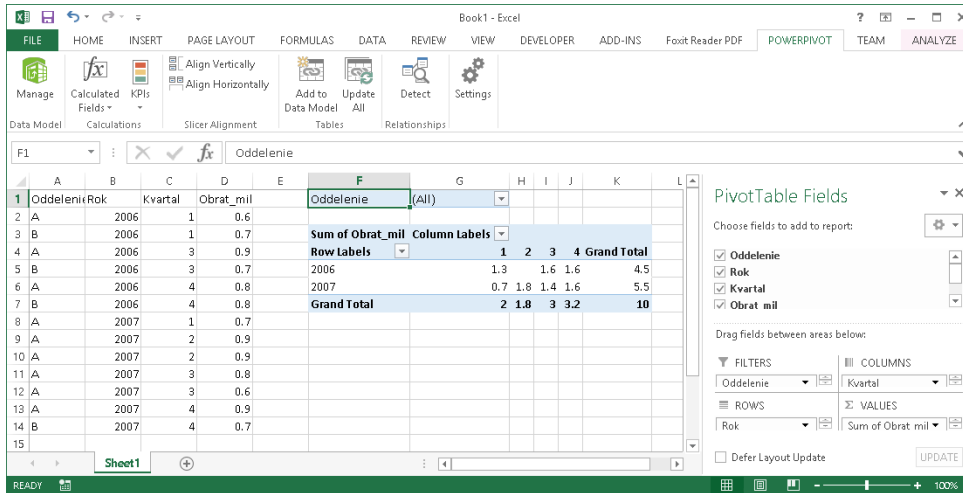 Book1 - Excel
FILE HOME INSERT PAGE LAYOUT FORMULAS DATA REVIEW VIEW DEVELOPER ADD-INS Foxit Reader PDF POWERPIVOT TEAM ANALYZE
Manage
Calculated Fields
KPIs
Align Vertically
Align Horizontally
Add to Data Model
Update All
Detect
Settings
Data Model Calculations Slicer Alignment Tables Relationships
F1 fx Oddelenie
A B C D E F G H I J K L
1 Oddeleni Rok Kvartal Obrat_mil Oddelenie (All)
2 A 2006 1 0.6
3 B 2006 1 0.7 Sum of Obrat_mil Column Labels
4 A 2006 3 0.9 Row Labels 1 2 3 4 Grand Total
5 B 2006 3 0.7 2006 1.3 1.6 1.6 4.5
6 A 2006 4 0.8 2007 0.7 1.8 1.4 1.6 5.5
7 B 2006 4 0.8 Grand Total 2 1.8 3 3.2 10
8 A 2007 1 0.7
9 A 2007 2 0.9
10 A 2007 2 0.9
11 A 2007 3 0.8
12 A 2007 3 0.6
13 A 2007 4 0.9
14 B 2007 4 0.7
15
PivotTable Fields
Choose fields to add to report:
Oddelenie
Rok
Kvartal
Obrat_mil
Drag fields between areas below:
FILTERS COLUMNS
Oddelenie Kvartal
ROWS Σ VALUES
Rok Sum of Obrat_mil
Defer Layout Update UPDATE
Sheet1
READY 100%